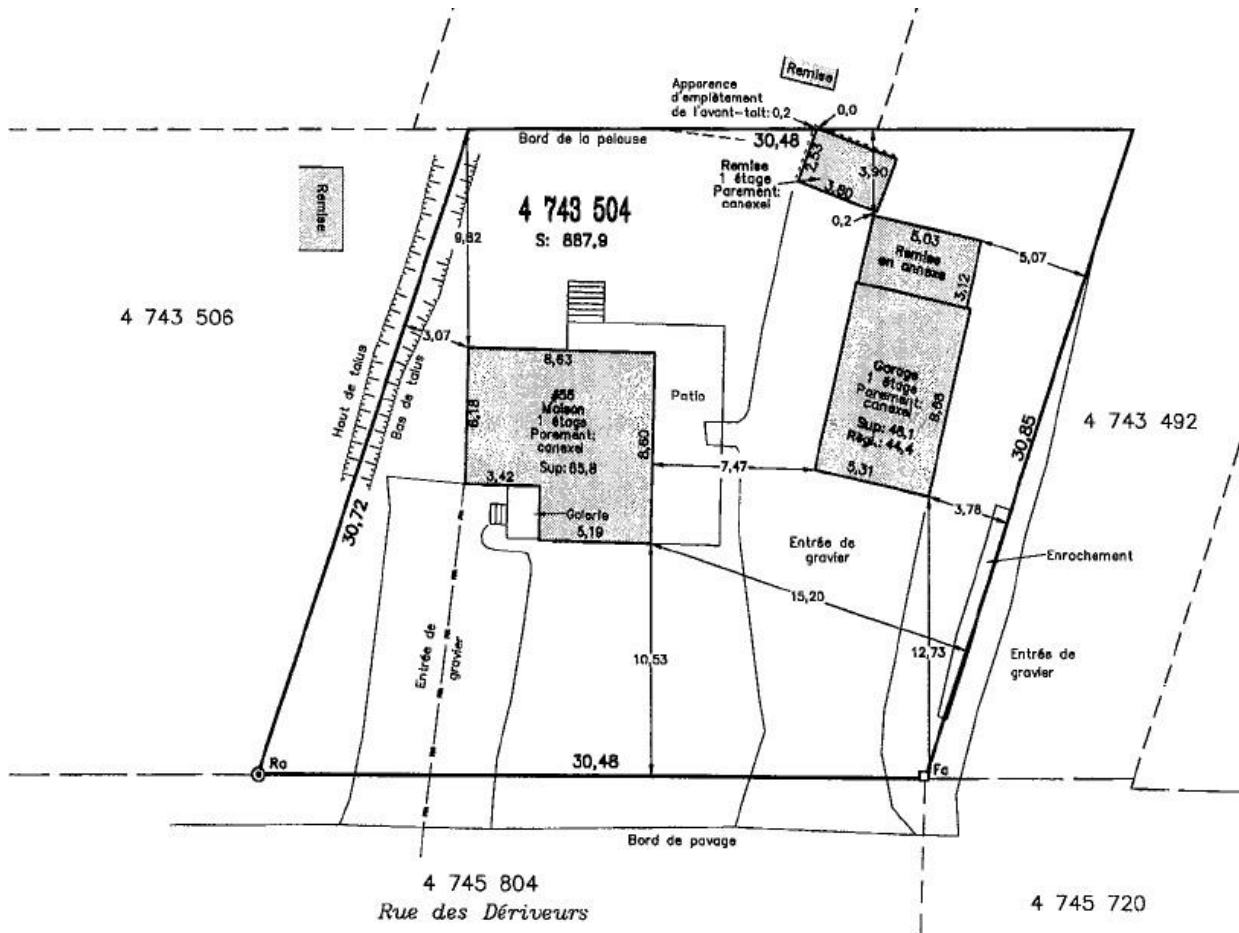 Remise
Apparence
d'emplètement
de l'avant-toit: 0,2
0,0
Bord de la pelouse
30,48
2,53
3,90
Remise
1 étage
Parement:
canexel
3,80
0,2
Remise
4 743 504
S: 887,9
9,82
5,03
Remise
en annexe
3,12
5,07
4 743 506
3,07
Haut de talus
Bas de talus
8,63
Maison
1 étage
Parement:
canexel
Sup: 65,8
6,18
8,60
Patio
Garage
1 étage
Parement:
canexel
Sup: 48,1
Régl.: 44,4
8,88
4 743 492
30,85
7,47
5,31
3,42
Galerie
5,19
3,78
30,72
Entrée de
gravier
Enrochement
15,20
Entrée de
gravier
10,53
12,73
Entrée de
gravier
Ro
30,48
Fa
Bord de pavage
4 745 804
Rue des Dériveurs
4 745 720